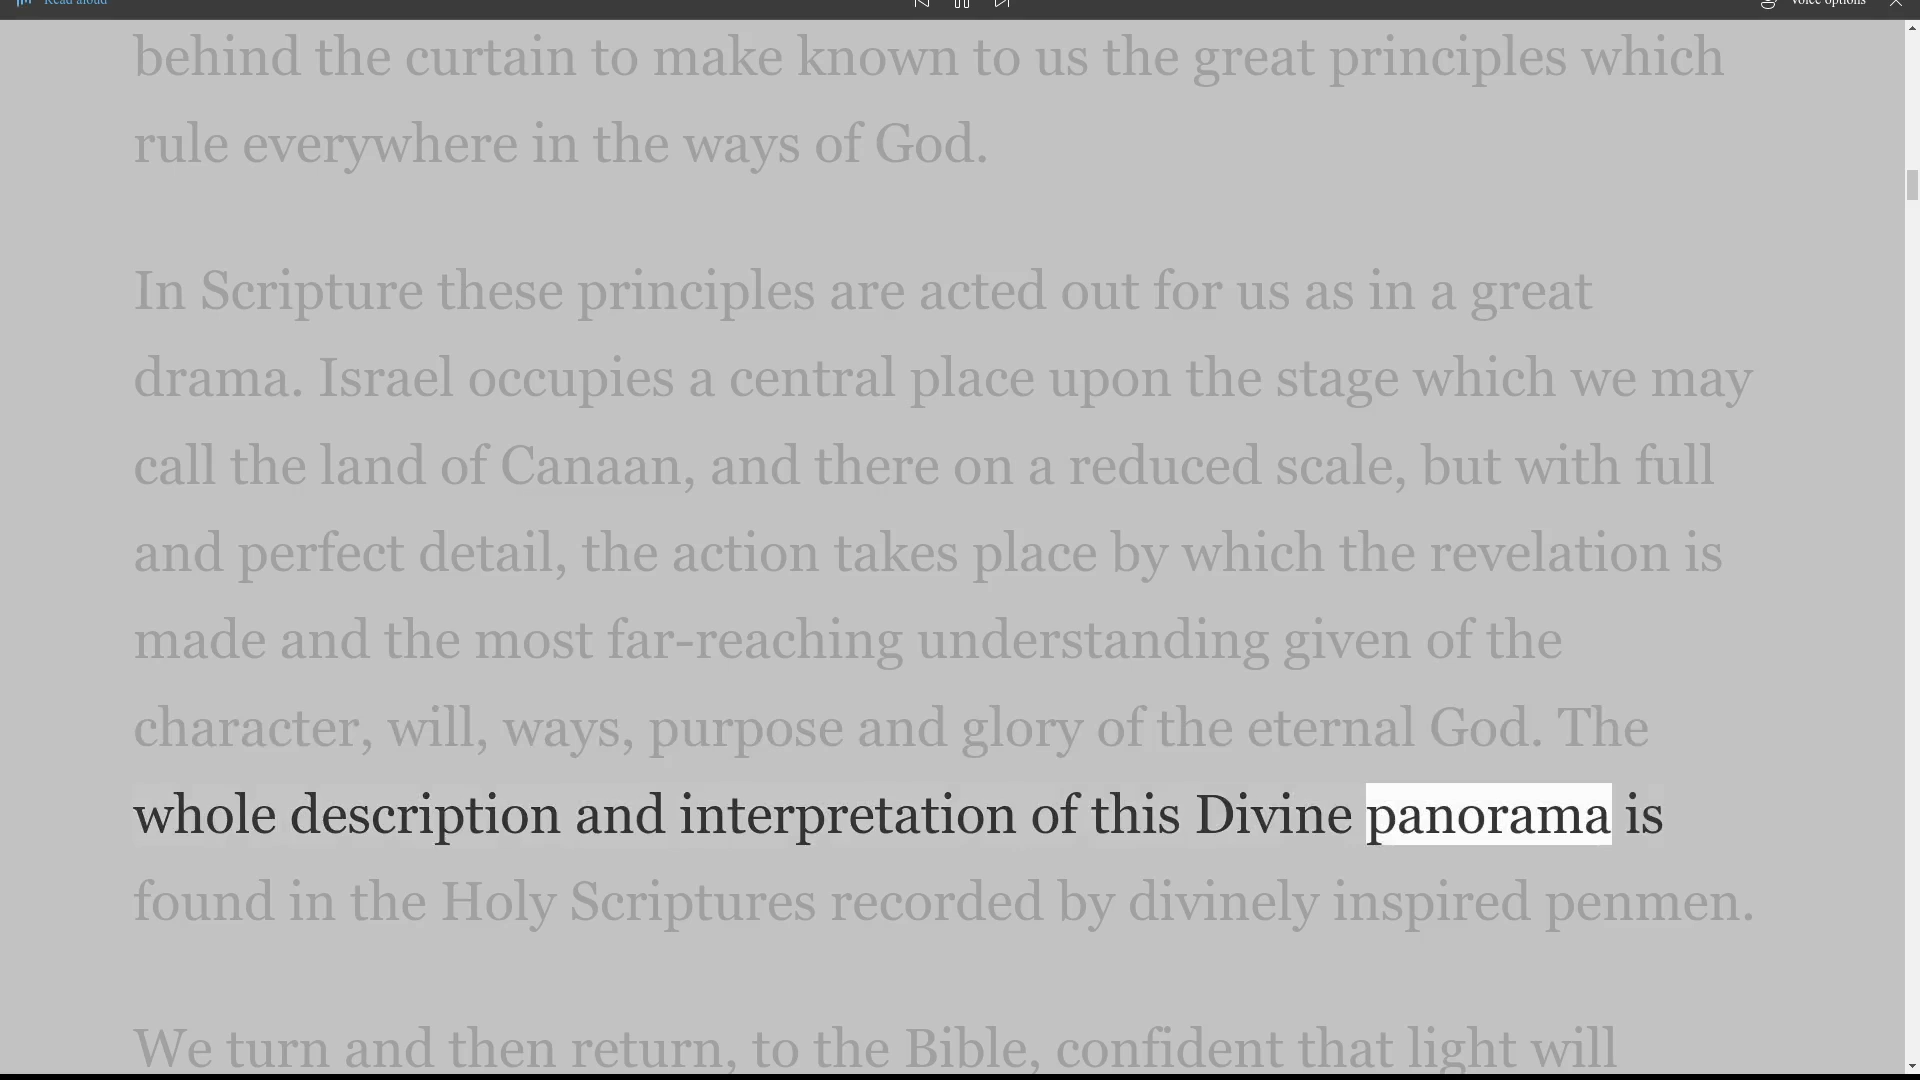 Read aloud
Voice options
behind the curtain to make known to us the great principles which
rule everywhere in the ways of God.
In Scripture these principles are acted out for us as in a great
drama. Israel occupies a central place upon the stage which we may
call the land of Canaan, and there on a reduced scale, but with full
and perfect detail, the action takes place by which the revelation is
made and the most far-reaching understanding given of the
character, will, ways, purpose and glory of the eternal God. The
whole description and interpretation of this Divine panorama is
found in the Holy Scriptures recorded by divinely inspired penmen.
We turn and then return, to the Bible, confident that light will